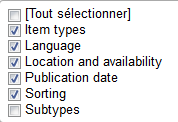 [Tout sélectionner]
Item types
Language
Location and availability
Publication date
Sorting
Subtypes